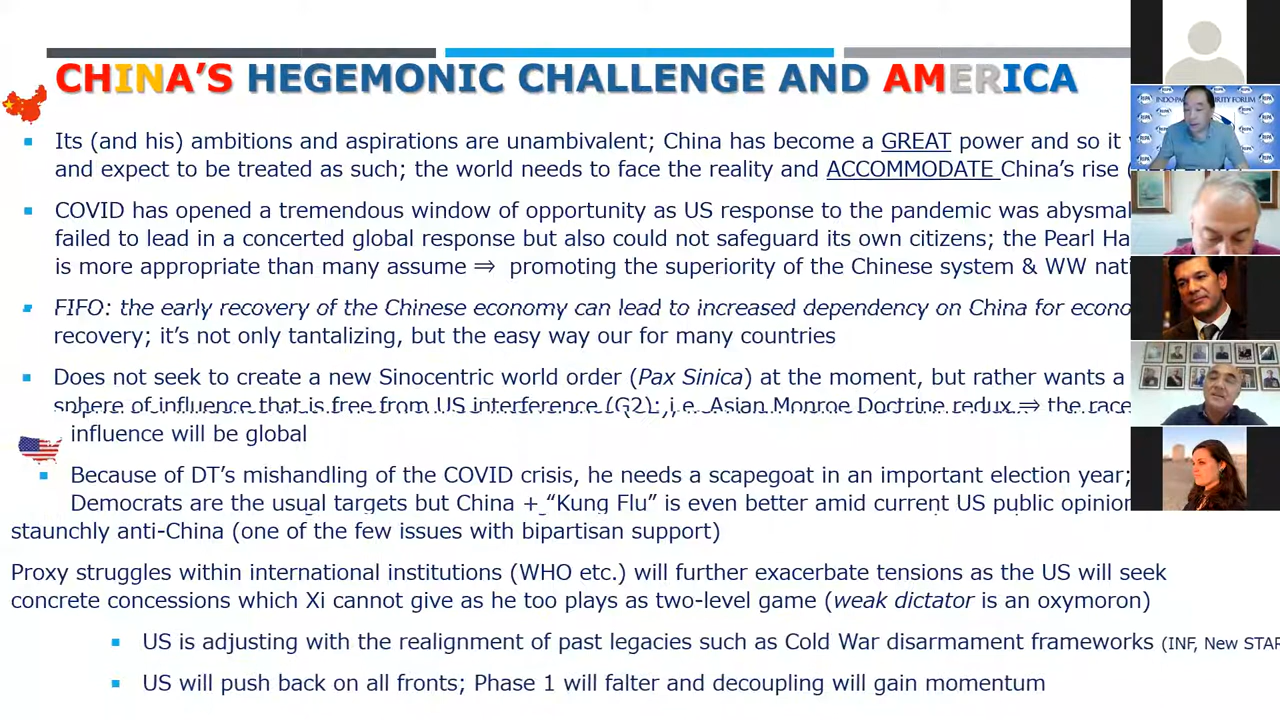 CHINA’S HEGEMONIC CHALLENGE AND AMERICA
Its (and his) ambitions and aspirations are unambivalent; China has become a GREAT power and so it
and expect to be treated as such; the world needs to face the reality and ACCOMMODATE China’s rise
COVID has opened a tremendous window of opportunity as US response to the pandemic was abysmal
failed to lead in a concerted global response but also could not safeguard its own citizens; the Pearl Ha
is more appropriate than many assume ⇒ promoting the superiority of the Chinese system & WW nati
FIFO: the early recovery of the Chinese economy can lead to increased dependency on China for econo
recovery; it’s not only tantalizing, but the easy way our for many countries
Does not seek to create a new Sinocentric world order (Pax Sinica) at the moment, but rather wants a
sphere of influence that is free from US interference (G2); i.e. Asian Monroe Doctrine redux ⇒ the race
influence will be global
Because of DT’s mishandling of the COVID crisis, he needs a scapegoat in an important election year;
Democrats are the usual targets but China + “Kung Flu” is even better amid current US public opinion
staunchly anti-China (one of the few issues with bipartisan support)
Proxy struggles within international institutions (WHO etc.) will further exacerbate tensions as the US will seek
concrete concessions which Xi cannot give as he too plays as two-level game (weak dictator is an oxymoron)
US is adjusting with the realignment of past legacies such as Cold War disarmament frameworks (INF, New STAR
US will push back on all fronts; Phase 1 will falter and decoupling will gain momentum